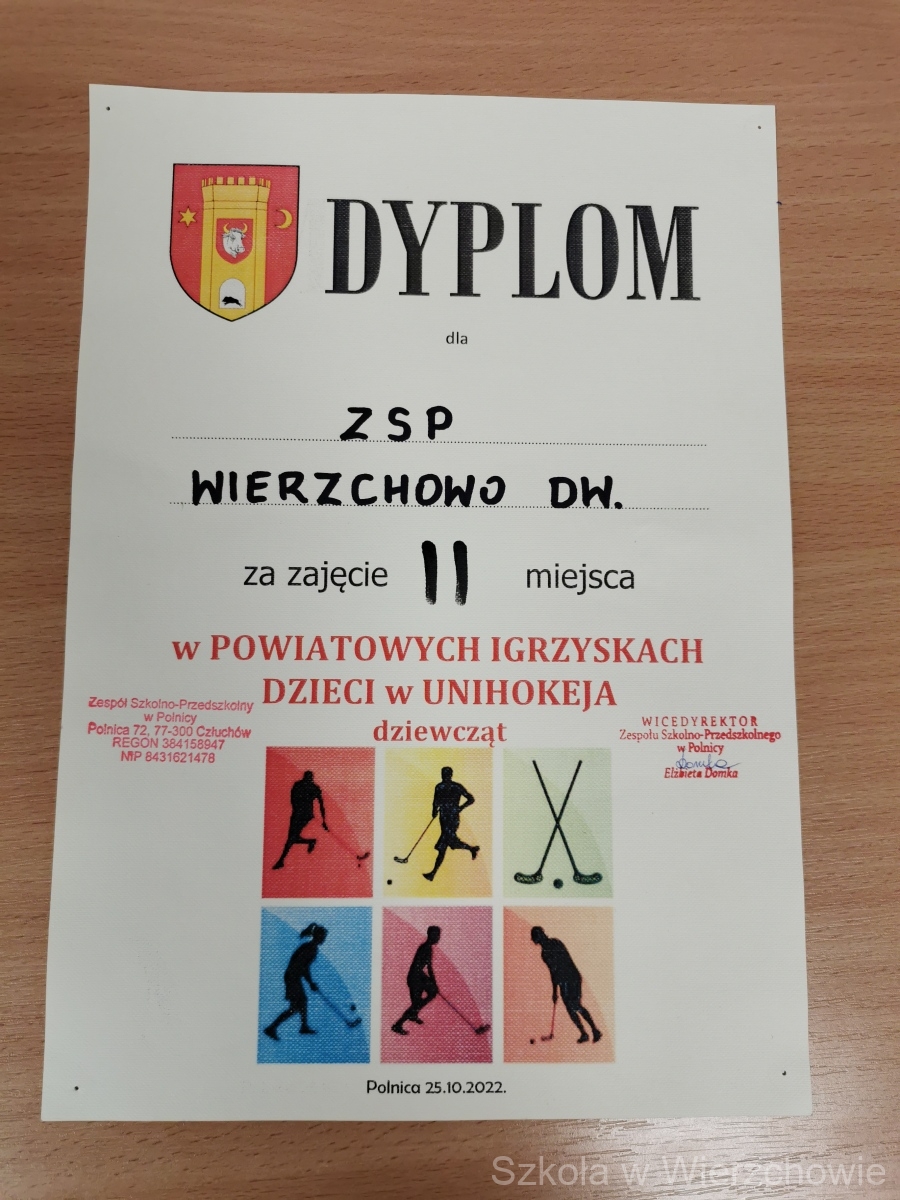 DYPLOM
dla
ZSP
WIERZCHOWO DW.
za zajęcie II miejsca
w POWIATOWYCH IGRZYSKACH
DZIECI w UNIHOKEJA
dziewcząt
Zespół Szkolno-Przedszkolny
w Polnicy
Polnica 72, 77-300 Człuchów
REGON 384158947
NIP 8431621478
WICEDYREKTOR
Zespołu Szkolno-Przedszkolnego
w Polnicy
Domka
Elżbieta Domka
Polnica 25.10.2022.
Szkoła w Wierzchowie